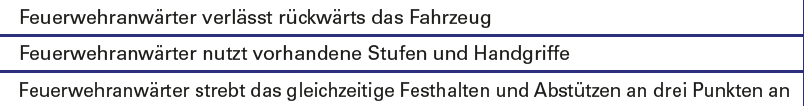 Feuerwehranwärter verlässt rückwärts das Fahrzeug
Feuerwehranwärter nutzt vorhandene Stufen und Handgriffe
Feuerwehranwärter strebt das gleichzeitige Festhalten und Abstützen an drei Punkten an